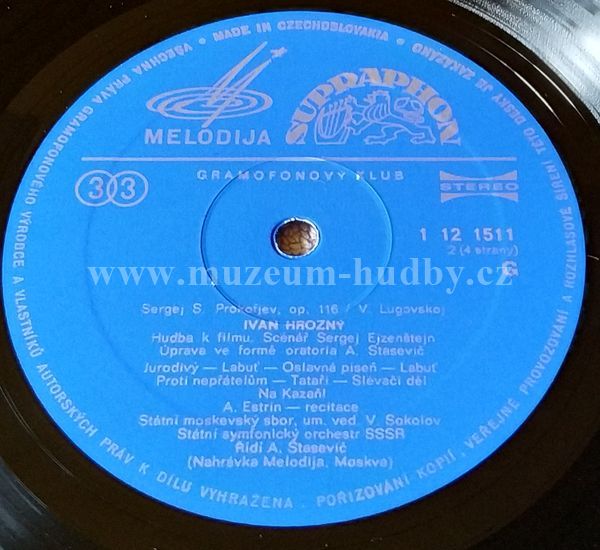 VŠECHNA PRÁVA GRAMOFONOVÉHO VÝROBCE A VLASTNÍKŮ AUTORSKÝCH PRÁV K DÍLU VYHRAŽENA . POŘIZOVÁNÍ KOPIÍ, VEŘEJNÉ PROVOZOVÁNÍ A ROZHLASOVÉ ŠÍŘENÍ TÉTO DESKY JE ZAKÁZÁNO • MADE IN CZECHOSLOVAKIA •
MELODIJA
SUPRAPHON
GRAMOFONOVÝ KLUB
33
STEREO
1 12 1511
2 (4 strany)
G
www.muzeum-hudby.cz
Sergej S. Prokofjev, op. 116 / V. Lugovskoj
IVAN HROZNÝ
Hudba k filmu. Scénář Sergej Ejzenštejn
Úprava ve formě oratoria A. Stasevič
Jurodivý — Labuť — Oslavná píseň — Labuť
Proti nepřátelům — Tataři — Slévači děl
Na Kazaň!
A. Estrin — recitace
Státní moskevský sbor, um. ved. V. Sokolov
Státní symfonický orchestr SSSR
Řídí A. Stasevič
(Nahrávka Melodija, Moskva)